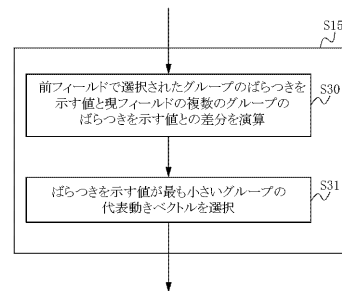 S15
前フィールドで選択されたグループのばらつきを
示す値と現フィールドの複数のグループの
ばらつきを示す値との差分を演算
S30
ばらつきを示す値が最も小さいグループの
代表動きベクトルを選択
S31